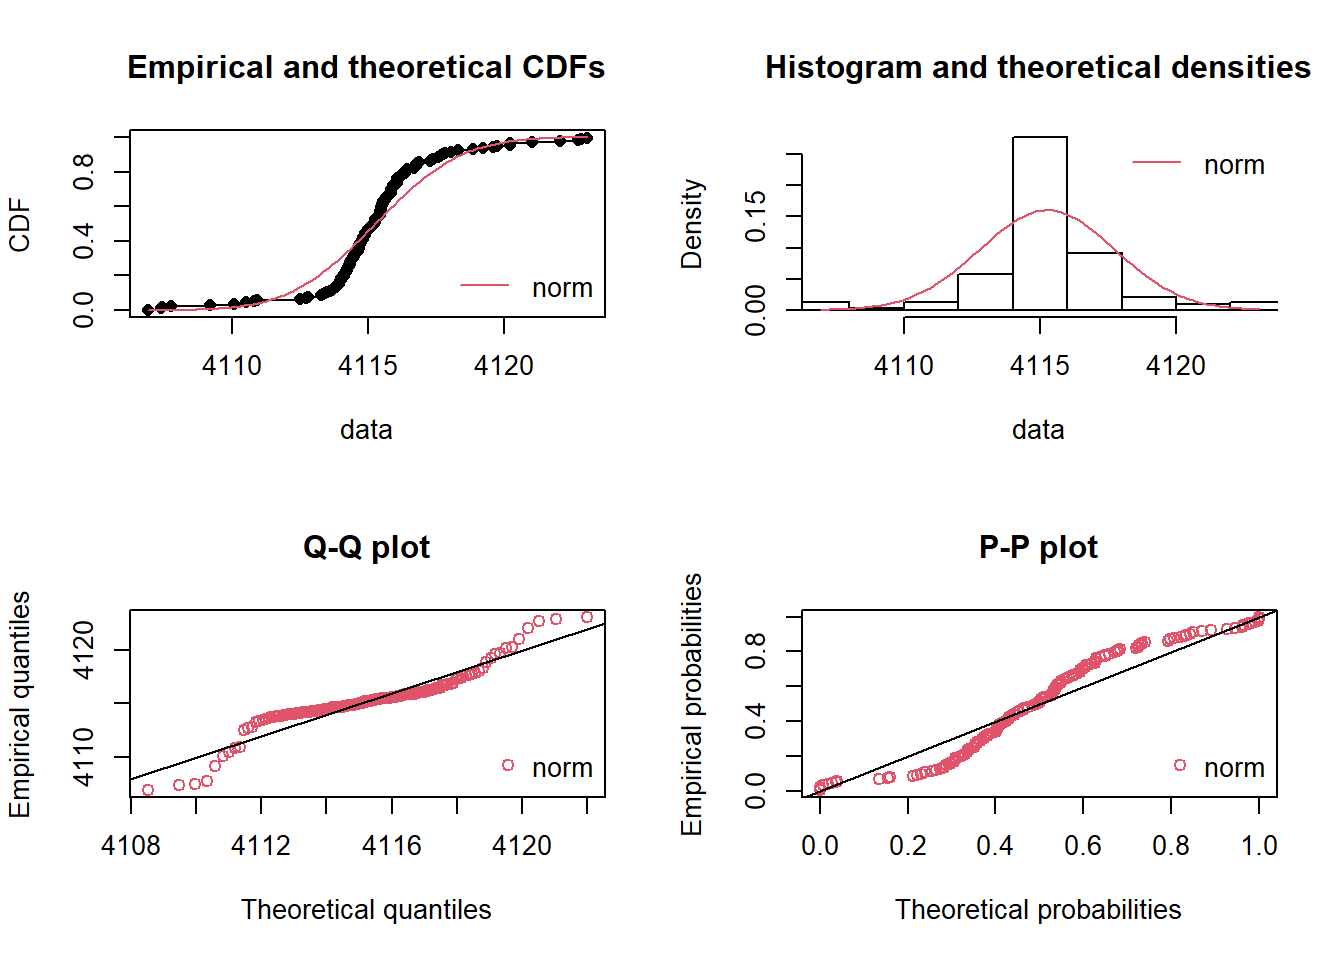 Empirical and theoretical CDFs
CDF
0.0 0.4 0.8
norm
4110 4115 4120
data
Histogram and theoretical densities
Density
0.00 0.15
norm
4110 4115 4120
data
Q-Q plot
Empirical quantiles
4110 4120
norm
4108 4112 4116 4120
Theoretical quantiles
P-P plot
Empirical probabilities
0.0 0.4 0.8
norm
0.0 0.2 0.4 0.6 0.8 1.0
Theoretical probabilities